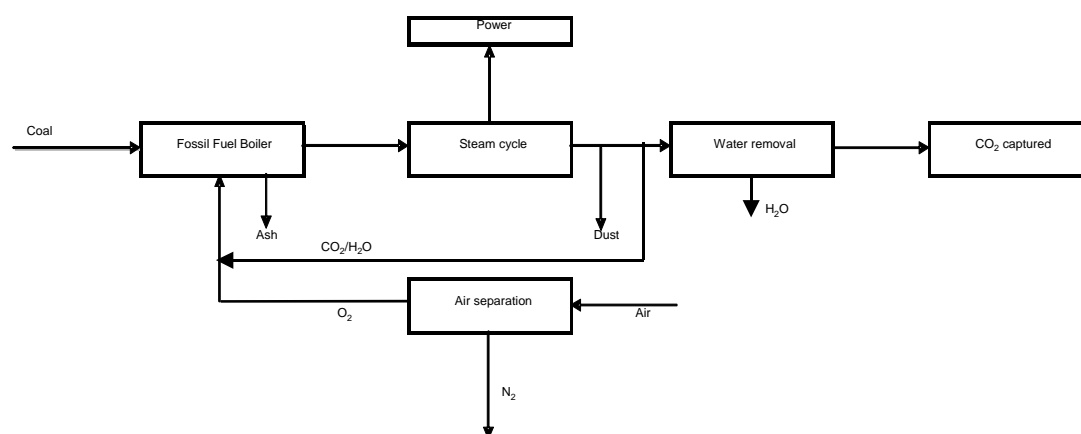 Power
Coal
Fossil Fuel Boiler
Steam cycle
Water removal
CO₂ captured
H₂O
Ash
Dust
CO₂/H₂O
Air separation
O₂
Air
N₂